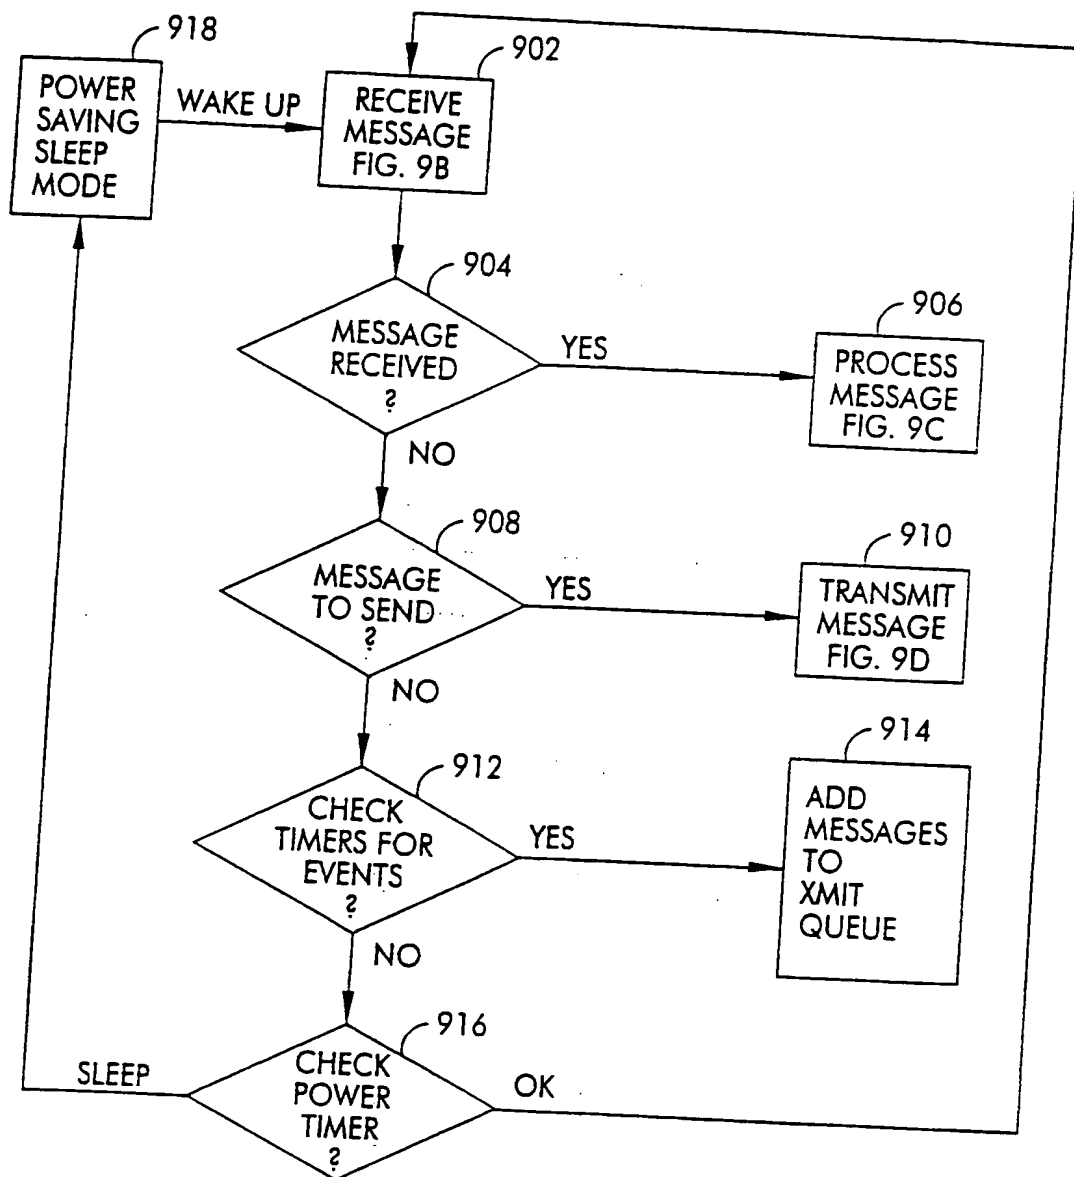 918
POWER
SAVING
SLEEP
MODE
WAKE UP
902
RECEIVE
MESSAGE
FIG. 9B
904
MESSAGE
RECEIVED
?
YES
906
PROCESS
MESSAGE
FIG. 9C
NO
908
MESSAGE
TO SEND
?
YES
910
TRANSMIT
MESSAGE
FIG. 9D
NO
912
CHECK
TIMERS FOR
EVENTS
?
YES
914
ADD
MESSAGES
TO
XMIT
QUEUE
NO
916
CHECK
POWER
TIMER
?
SLEEP
OK